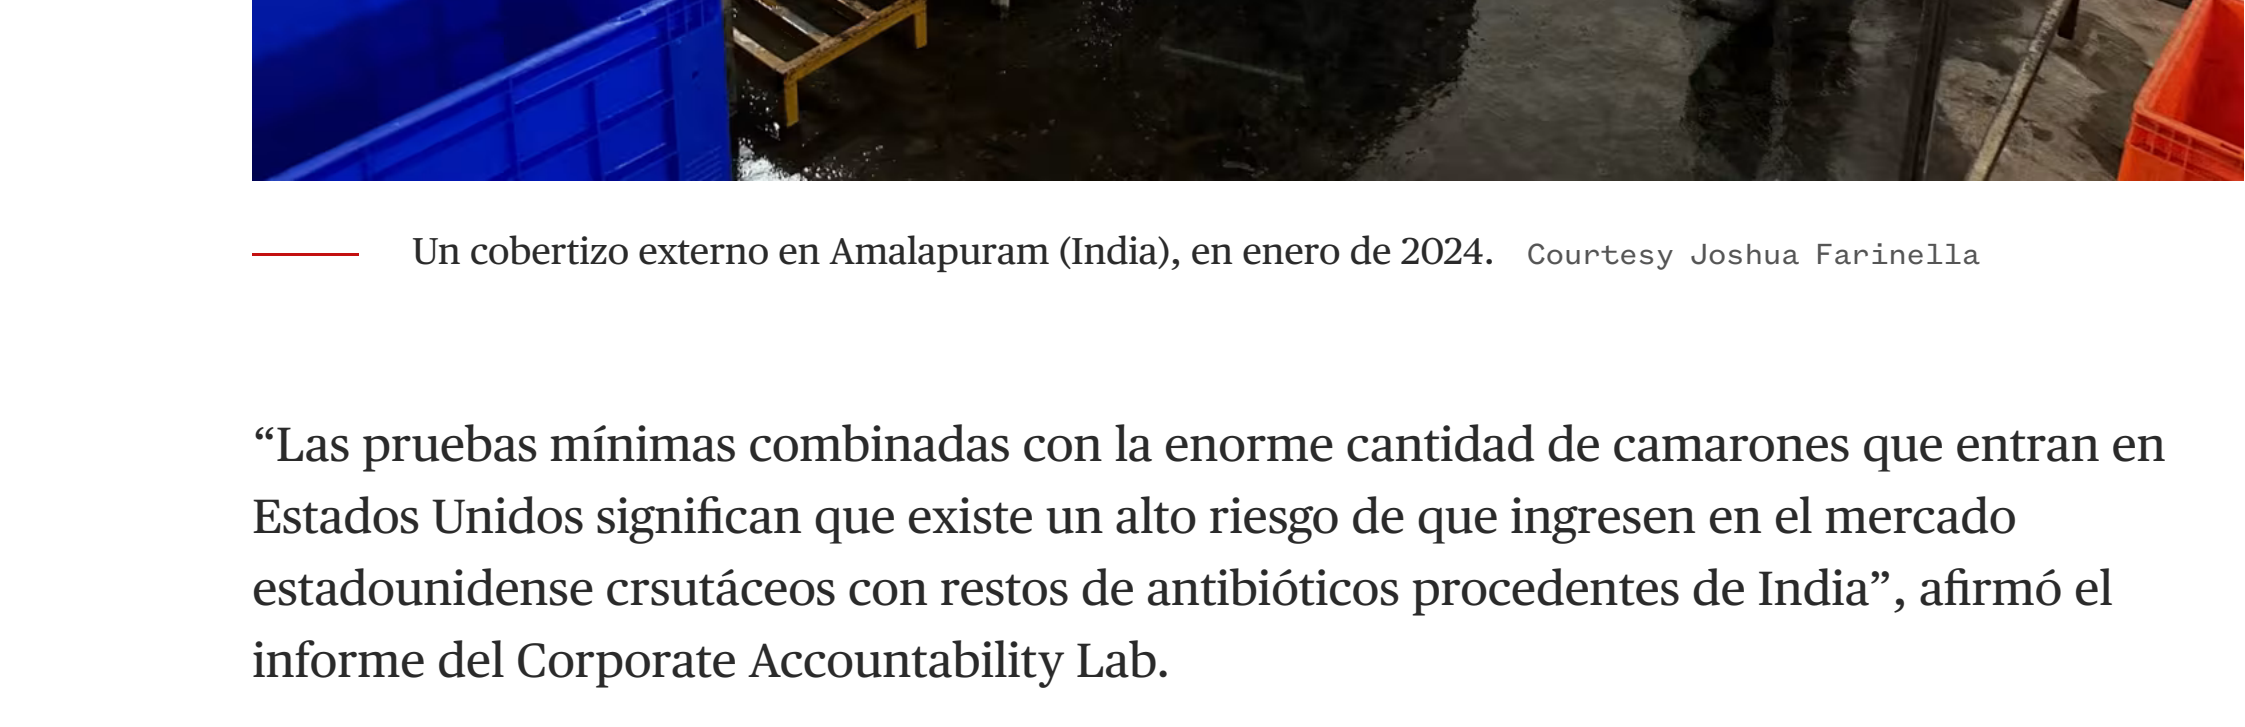 Un cobertizo externo en Amalapuram (India), en enero de 2024. Courtesy Joshua Farinella
“Las pruebas mínimas combinadas con la enorme cantidad de camarones que entran en
Estados Unidos significan que existe un alto riesgo de que ingresen en el mercado
estadounidense crsutáceos con restos de antibióticos procedentes de India”, afirmó el
informe del Corporate Accountability Lab.